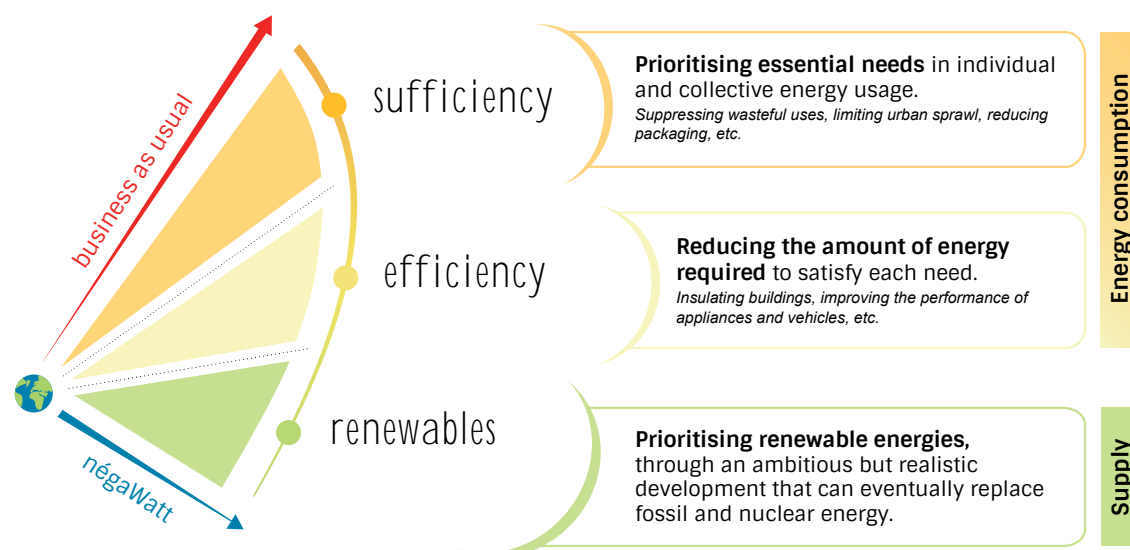 business as usual
négaWatt
sufficiency
Prioritising essential needs in individual
and collective energy usage.
Suppressing wasteful uses, limiting urban sprawl, reducing
packaging, etc.
efficiency
Reducing the amount of energy
required to satisfy each need.
Insulating buildings, improving the performance of
appliances and vehicles, etc.
Energy consumption
renewables
Prioritising renewable energies,
through an ambitious but realistic
development that can eventually replace
fossil and nuclear energy.
Supply